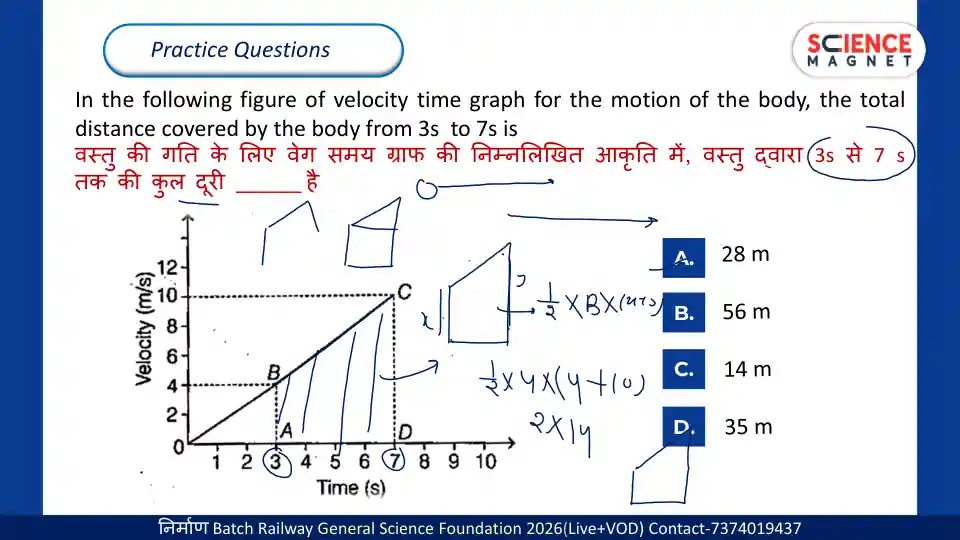 Practice Questions
SCIENCE
MAGNET
In the following figure of velocity time graph for the motion of the body, the total
distance covered by the body from 3s to 7s is
वस्तु की गति के लिए वेग समय ग्राफ की निम्नलिखित आकृति में, वस्तु द्वारा 3s से 7 s
तक की कुल दूरी ______ है
Velocity (m/s)
12
10
8
6
4
2
0
B
C
A
D
1 2 3 4 5 6 7 8 9 10
Time (s)
x
1/2 × B × (x+y)
1/2 × 4 × (4+10)
2 × 14
A. 28 m
B. 56 m
C. 14 m
D. 35 m
निर्माण Batch Railway General Science Foundation 2026(Live+VOD) Contact-7374019437